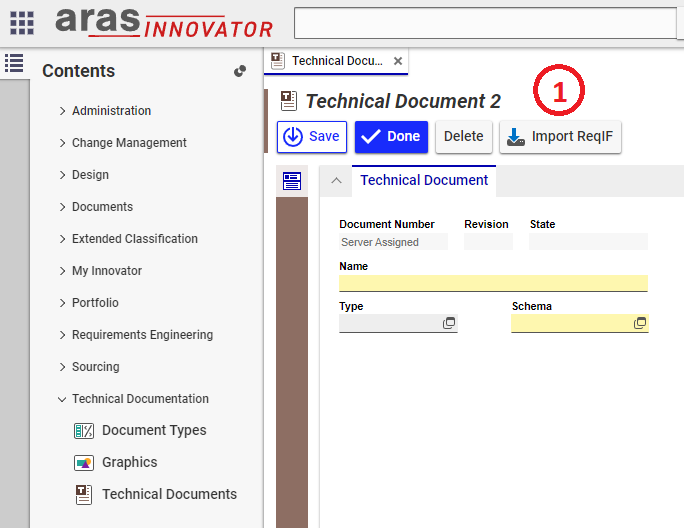 aras
INNOVATOR
Contents
Administration
Change Management
Design
Documents
Extended Classification
My Innovator
Portfolio
Requirements Engineering
Sourcing
Technical Documentation
Document Types
Graphics
Technical Documents
Technical Docu...
Technical Document 2
1
Save Done Delete Import ReqIF
Technical Document
Document Number Revision State
Server Assigned
Name
Type Schema